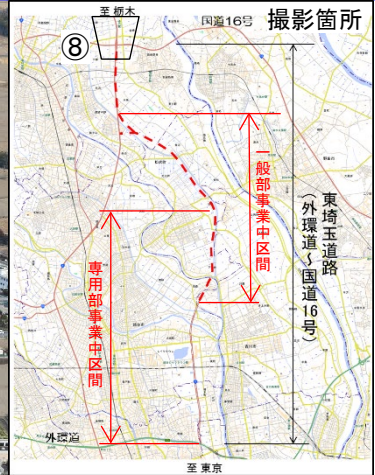 撮影箇所
至 栃木
国道16号
⑧
一般部事業中区間
東埼玉道路
(外環道~国道16号)
専用部事業中区間
外環道
至 東京